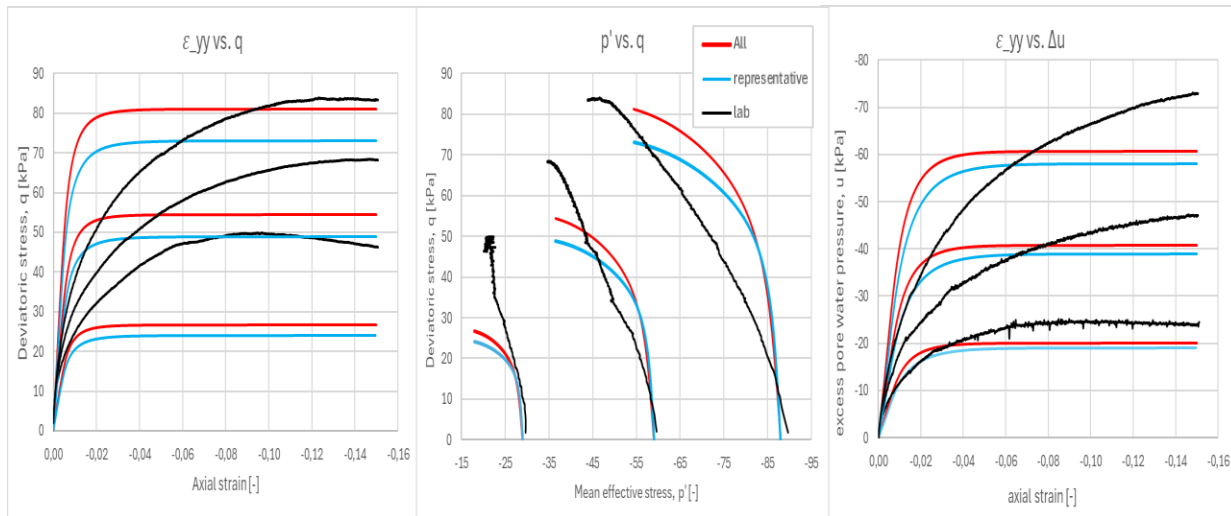 ε_yy vs. q
Deviatoric stress, q [kPa]
90
80
70
60
50
40
30
20
10
0
0,00 -0,02 -0,04 -0,06 -0,08 -0,10 -0,12 -0,14 -0,16
Axial strain [-]
p' vs. q
All
representative
lab
Deviatoric stress, q [kPa]
90
80
70
60
50
40
30
20
10
0
-15 -25 -35 -45 -55 -65 -75 -85 -95
Mean effective stress, p' [-]
ε_yy vs. Δu
excess pore water pressure, u [kPa]
-80
-70
-60
-50
-40
-30
-20
-10
0
0,00 -0,02 -0,04 -0,06 -0,08 -0,10 -0,12 -0,14 -0,16
axial strain [-]